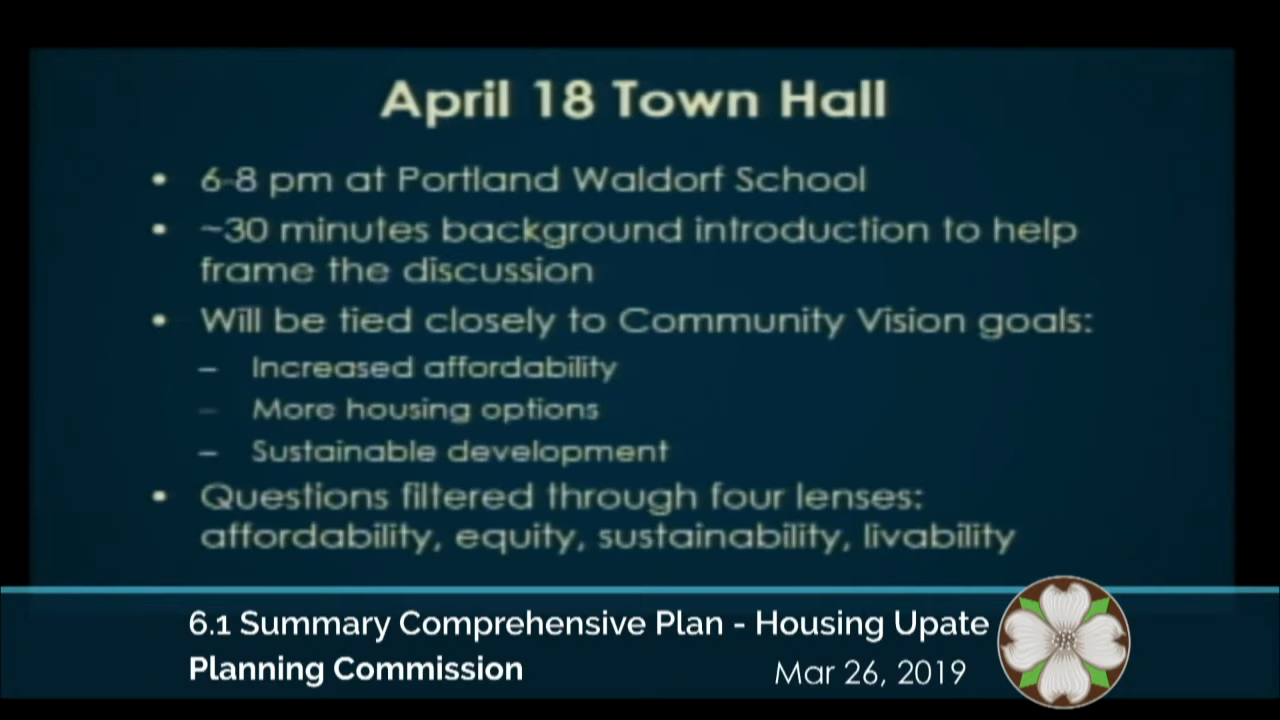 April 18 Town Hall
• 6-8 pm at Portland Waldorf School
• ~30 minutes background introduction to help
frame the discussion
• Will be tied closely to Community Vision goals:
– Increased affordability
– More housing options
– Sustainable development
• Questions filtered through four lenses:
affordability, equity, sustainability, livability
6.1 Summary Comprehensive Plan - Housing Upate
Planning Commission
Mar 26, 2019